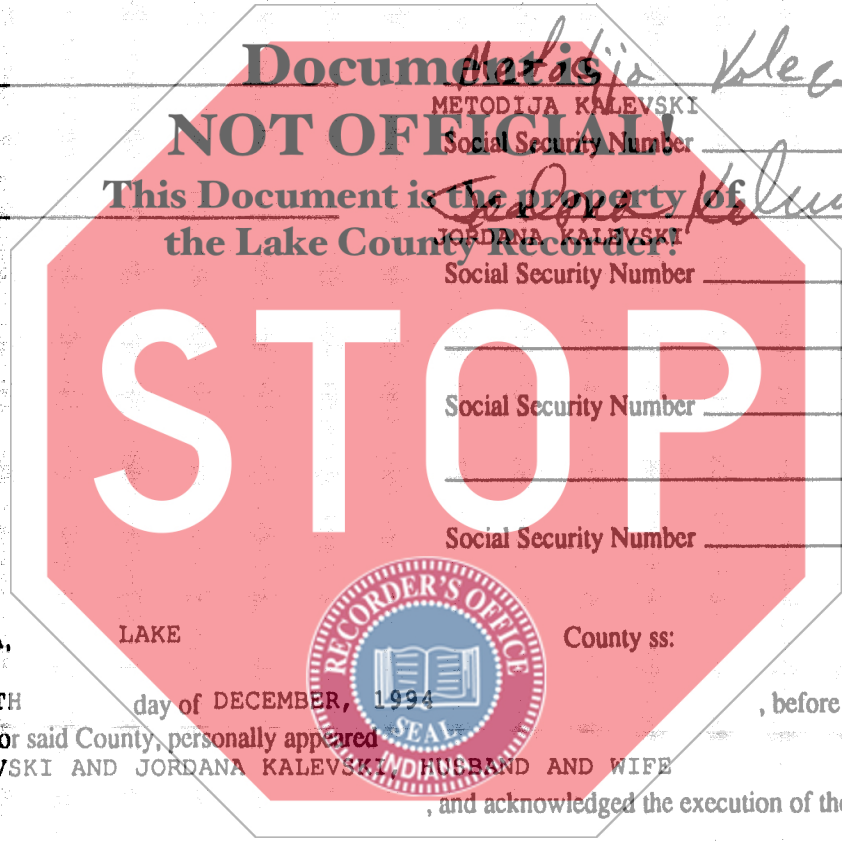 Document is
METODIJA KALEVSKI
NOT OFFICIAL!
Social Security Number
This Document is the property of
the Lake County Recorder!
JORDANA KALEVSKI
Social Security Number
STOP
Social Security Number
Social Security Number
RECORDER'S OFFICE
LAKE County ss:
TH day of DECEMBER, 1994 , before
SEAL
or said County, personally appeared
VSKI AND JORDANA KALEVSKI, HUSBAND AND WIFE
INDIANA
, and acknowledged the execution of the